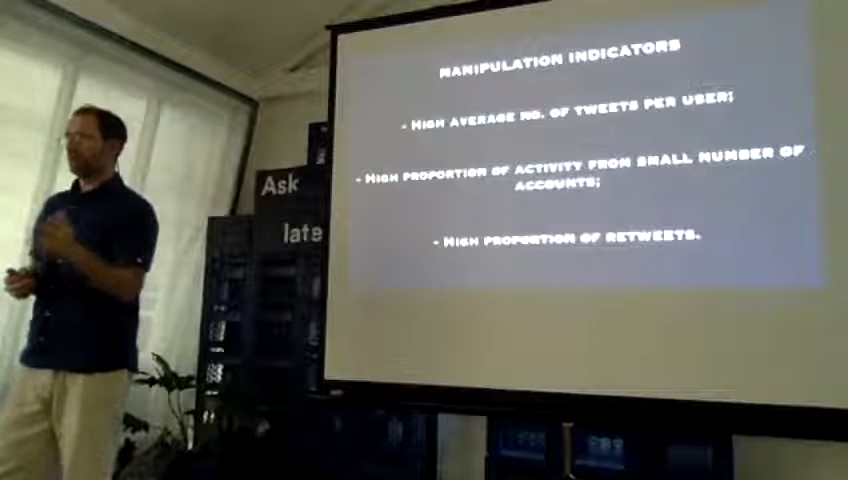 Manipulation Indicators
- High average no. of tweets per user;
- High proportion of activity from small number of
accounts;
- High proportion of retweets.
Ask
late